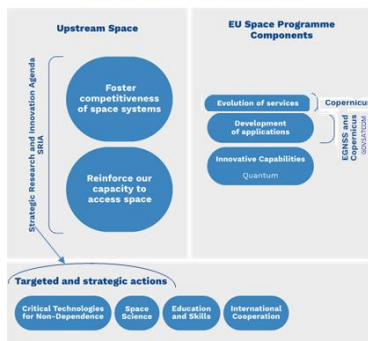 Upstream Space
Strategic Research and Innovation Agenda
SRIA
Foster
competitiveness
of space systems
Reinforce our
capacity to
access space
EU Space Programme
Components
Evolution of services
Copernicus
Development
of applications
EGNSS and
Copernicus
GOVSATCOM
Innovative Capabilities
Quantum
Targeted and strategic actions
Critical Technologies
for Non-Dependence
Space
Science
Education
and Skills
International
Cooperation